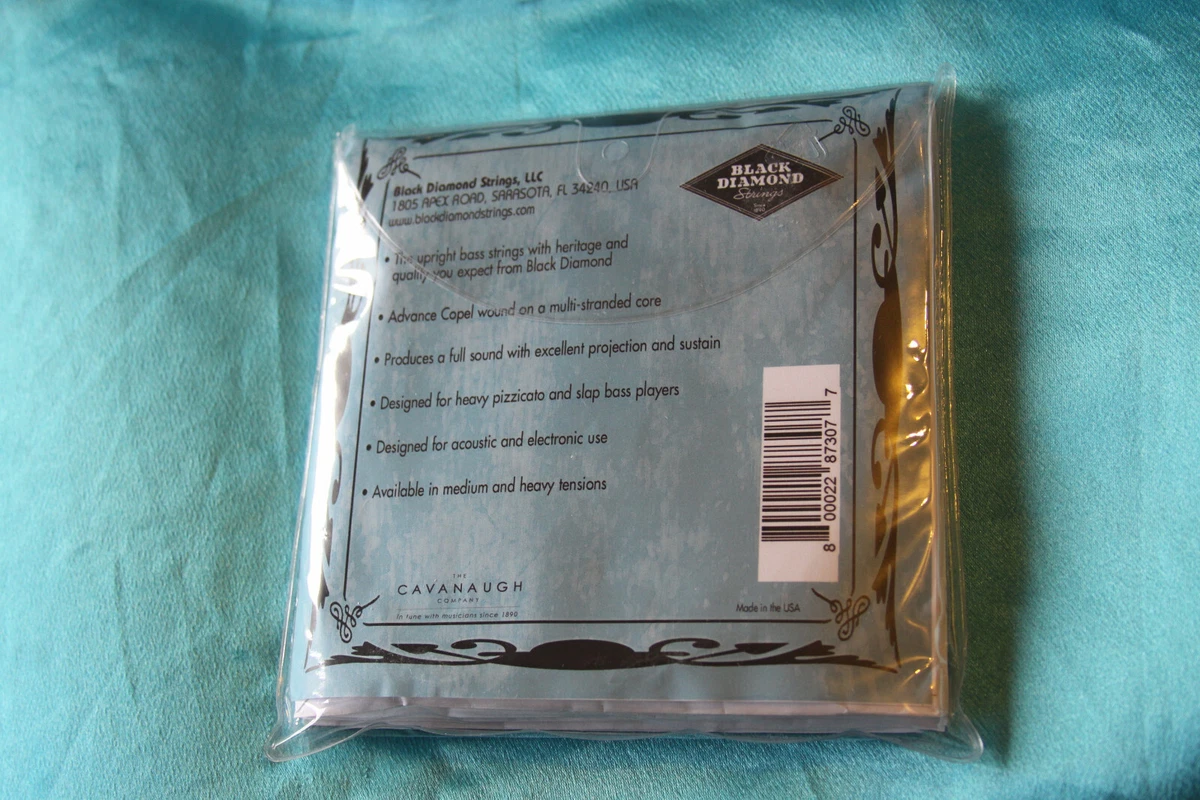 Black Diamond Strings, LLC
1805 APEX ROAD, SARASOTA, FL 34240, USA
www.blackdiamondstrings.com
BLACK
DIAMOND
Strings
Since
• The upright bass strings with heritage and
quality you expect from Black Diamond
• Advance Copel wound on a multi-stranded core
• Produces a full sound with excellent projection and sustain
• Designed for heavy pizzicato and slap bass players
• Designed for acoustic and electronic use
• Available in medium and heavy tensions
8 00022 87307 7
THE
CAVANAUGH
COMPANY
In tune with musicians since 1890
Made in the USA